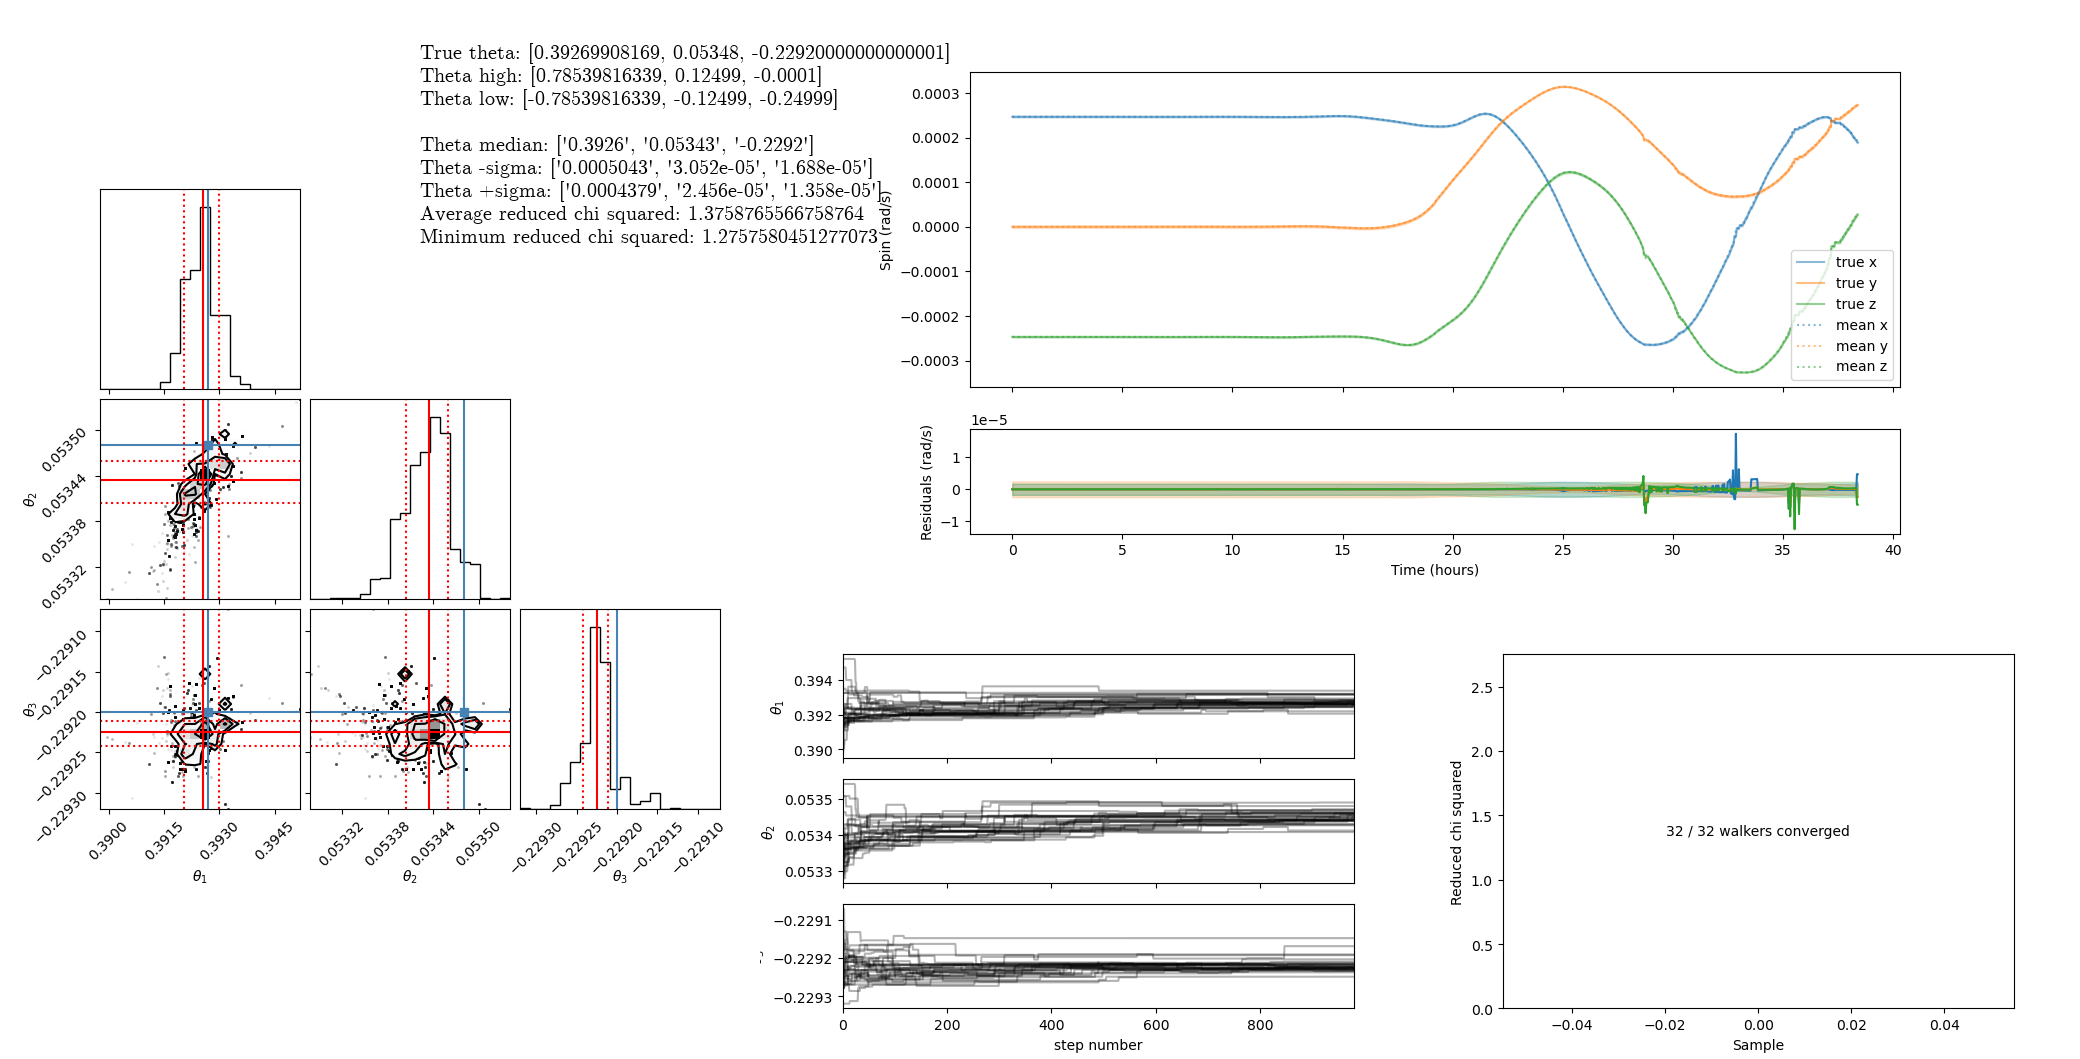 True theta: [0.39269908169, 0.05348, -0.22920000000000001]
Theta high: [0.78539816339, 0.12499, -0.0001]
Theta low: [-0.78539816339, -0.12499, -0.24999]
Theta median: ['0.3926', '0.05343', '-0.2292']
Theta -sigma: ['0.0005043', '3.052e-05', '1.688e-05']
Theta +sigma: ['0.0004379', '2.456e-05', '1.358e-05']
Average reduced chi squared: 1.3758765566758764
Minimum reduced chi squared: 1.2757580451277073
0.0003
0.0002
0.0001
0.0000
−0.0001
−0.0002
−0.0003
Spin (rad/s)
true x
true y
true z
mean x
mean y
mean z
1e−5
1
0
−1
Residuals (rad/s)
0 5 10 15 20 25 30 35 40
Time (hours)
0.05350
0.05344
0.05338
0.05332
θ2
−0.22910
−0.22915
−0.22920
−0.22925
−0.22930
θ3
0.3900 0.3915 0.3930 0.3945
θ1
0.05332 0.05338 0.05344 0.05350
θ2
−0.22930 −0.22925 −0.22920 −0.22915 −0.22910
θ3
0.394
0.392
0.390
θ1
0.0535
0.0534
0.0533
θ2
−0.2291
−0.2292
−0.2293
0 200 400 600 800
step number
2.5
2.0
1.5
1.0
0.5
0.0
Reduced chi squared
32 / 32 walkers converged
−0.04 −0.02 0.00 0.02 0.04
Sample